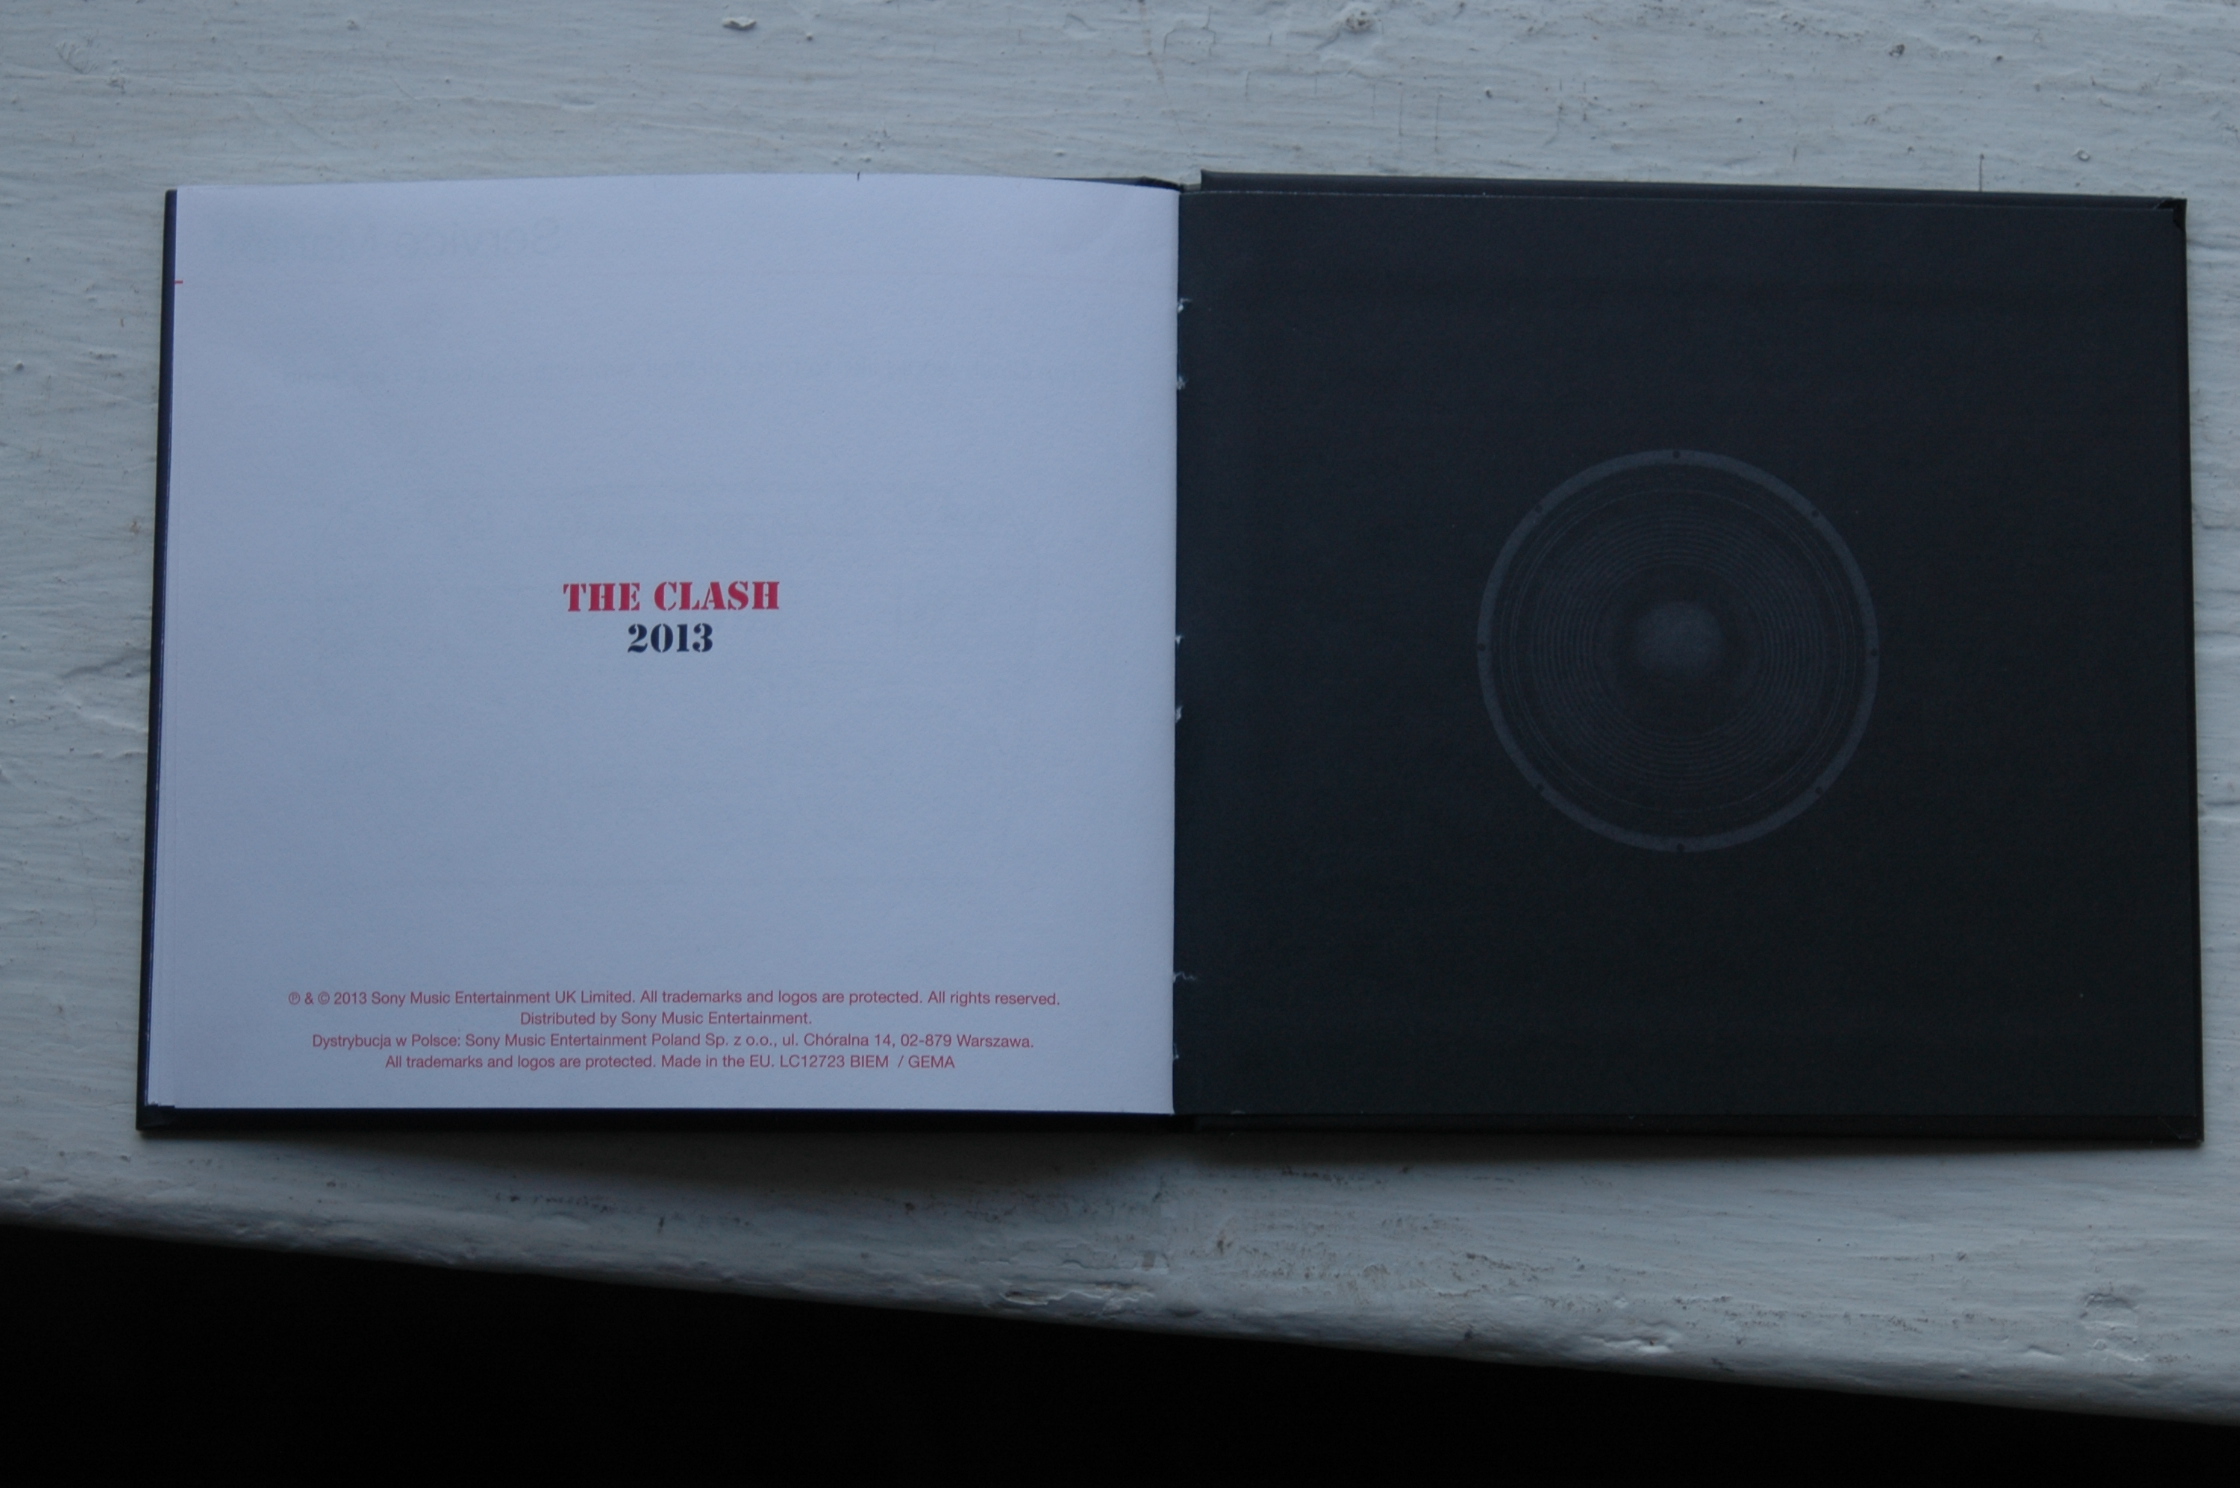 THE CLASH
2013
℗ & © 2013 Sony Music Entertainment UK Limited. All trademarks and logos are protected. All rights reserved.
Distributed by Sony Music Entertainment.
Dystrybucja w Polsce: Sony Music Entertainment Poland Sp. z o.o., ul. Chóralna 14, 02-879 Warszawa.
All trademarks and logos are protected. Made in the EU. LC12723 BIEM / GEMA